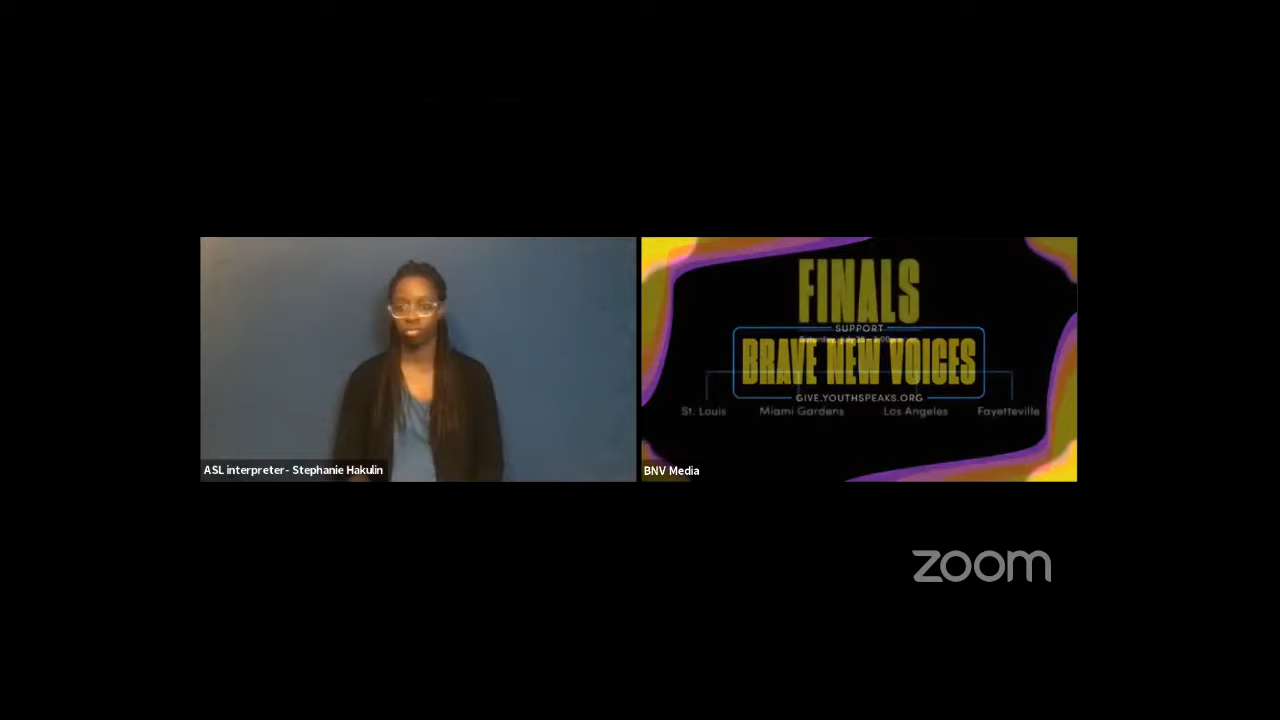 FINALS
SUPPORT
BRAVE NEW VOICES
GIVE.YOUTHSPEAKS.ORG
St. Louis
Miami Gardens
Los Angeles
Fayetteville
ASL interpreter- Stephanie Hakulin
BNV Media
zoom